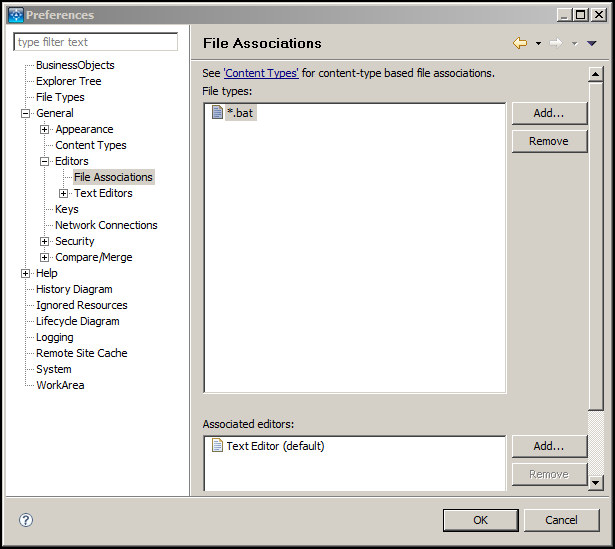 Preferences
type filter text
BusinessObjects
Explorer Tree
File Types
General
Appearance
Content Types
Editors
File Associations
Text Editors
Keys
Network Connections
Security
Compare/Merge
Help
History Diagram
Ignored Resources
Lifecycle Diagram
Logging
Remote Site Cache
System
WorkArea
File Associations
See 'Content Types' for content-type based file associations.
File types:
*.bat
Add...
Remove
Associated editors:
Text Editor (default)
Add...
Remove
?
OK
Cancel